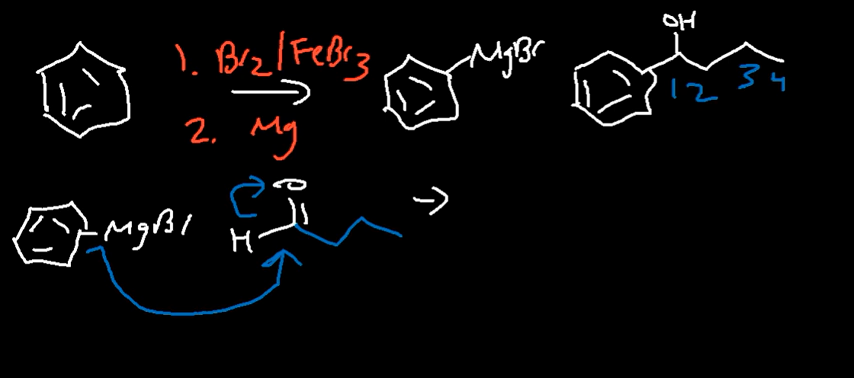 1. Br2/FeBr3
2. Mg
MgBr
OH
1 2 3 4
MgBr
H
O